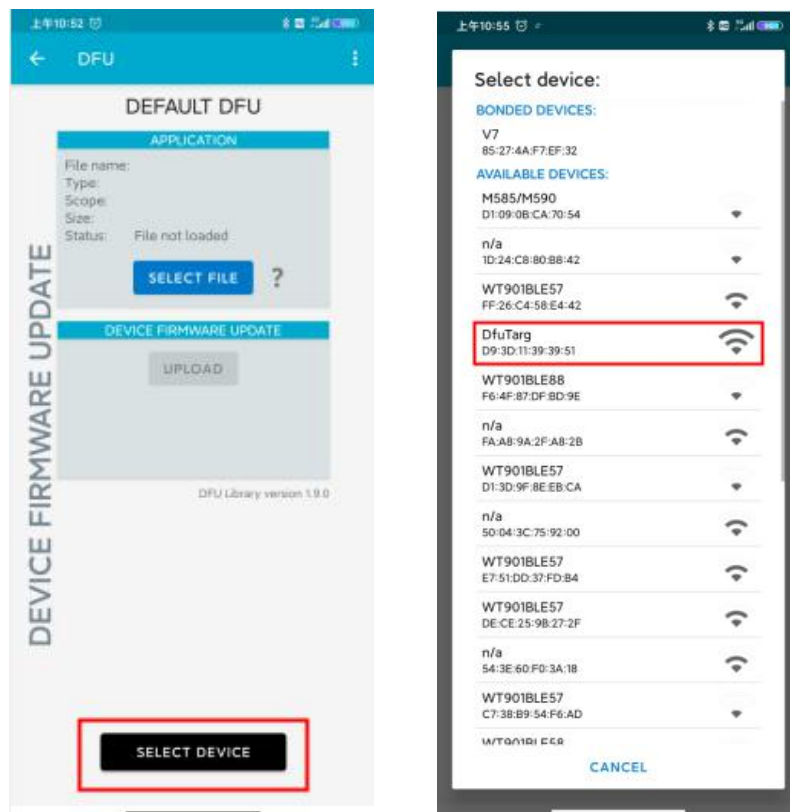 上午10:52
DFU
DEFAULT DFU
APPLICATION
File name:
Type:
Scope:
Size:
Status: File not loaded
SELECT FILE ?
DEVICE FIRMWARE UPDATE
UPLOAD
DFU Library version 1.9.0
DEVICE FIRMWARE UPDATE
SELECT DEVICE
上午10:55
Select device:
BONDED DEVICES:
V7
85:27:4A:F7:EF:32
AVAILABLE DEVICES:
M585/M590
D1:09:0B:CA:70:54
n/a
1D:24:C8:80:B8:42
WT901BLE57
FF:26:C4:58:E4:42
DfuTarg
D9:3D:11:39:39:51
WT901BLE88
F6:4F:87:DF:BD:9E
n/a
FA:A8:9A:2F:A8:2B
WT901BLE57
D1:3D:9F:8E:EB:CA
n/a
50:04:3C:75:92:00
WT901BLE57
E7:51:DD:37:FD:B4
WT901BLE57
DE:CE:25:9B:27:2F
n/a
54:3E:60:F0:3A:18
WT901BLE57
C7:38:B9:54:F6:AD
WT901BLE58
CANCEL